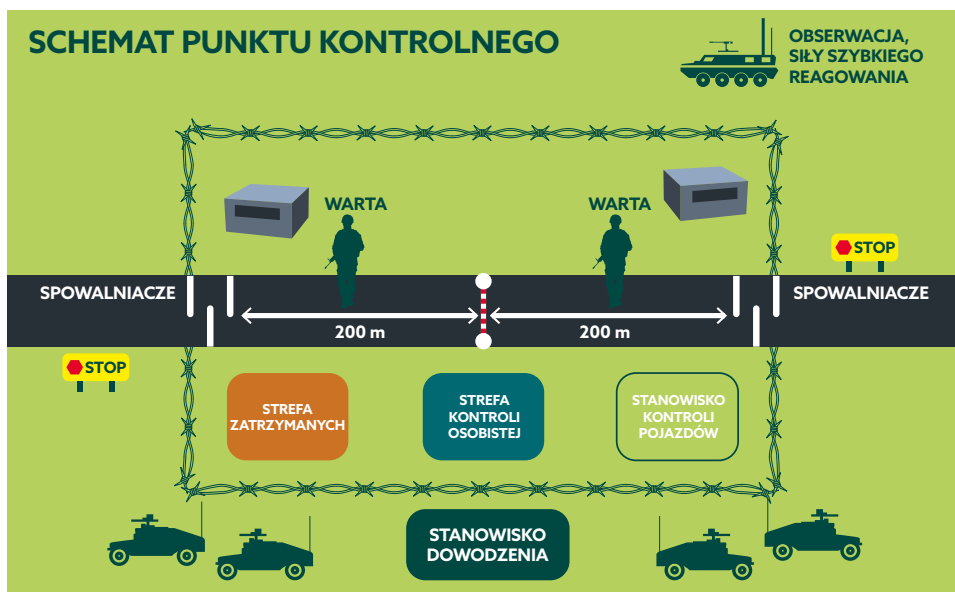 SCHEMAT PUNKTU KONTROLNEGO
OBSERWACJA,
SIŁY SZYBKIEGO
REAGOWANIA
WARTA
WARTA
STOP
SPOWALNIACZE
SPOWALNIACZE
200 m
200 m
STOP
STREFA
ZATRZYMANYCH
STREFA
KONTROLI
OSOBISTEJ
STANOWISKO
KONTROLI
POJAZDÓW
STANOWISKO
DOWODZENIA